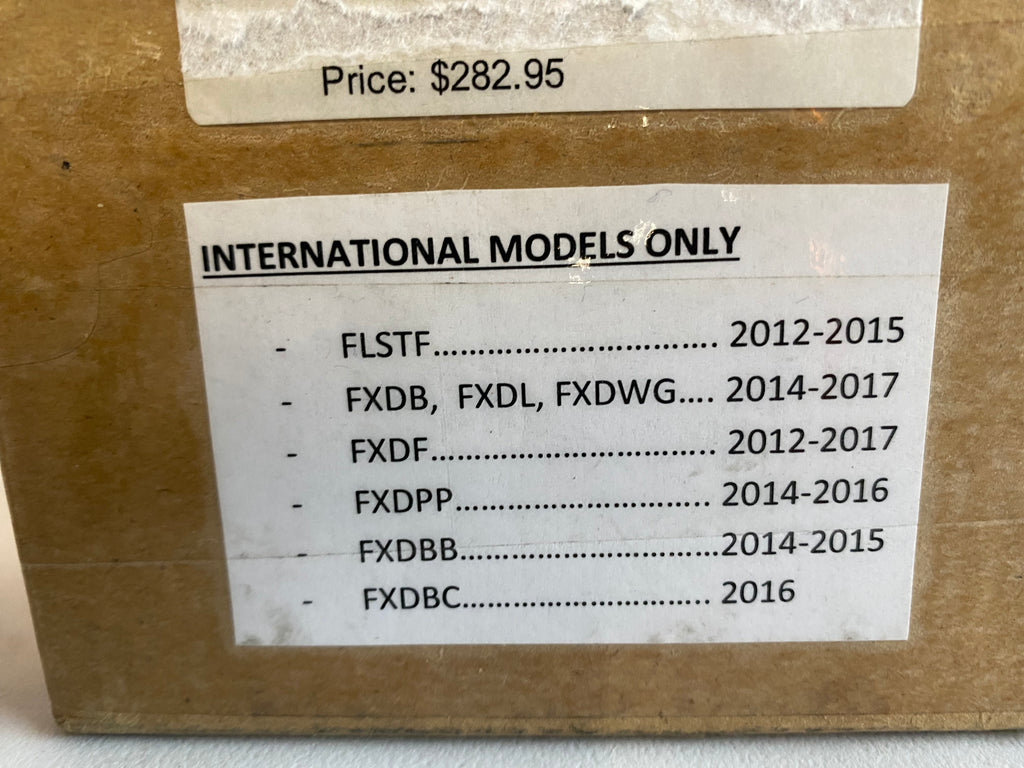 Price: $282.95
INTERNATIONAL MODELS ONLY
- FLSTF................................. 2012-2015
- FXDB, FXDL, FXDWG.... 2014-2017
- FXDF................................. 2012-2017
- FXDPP.............................. 2014-2016
- FXDBB..............................2014-2015
- FXDBC............................. 2016